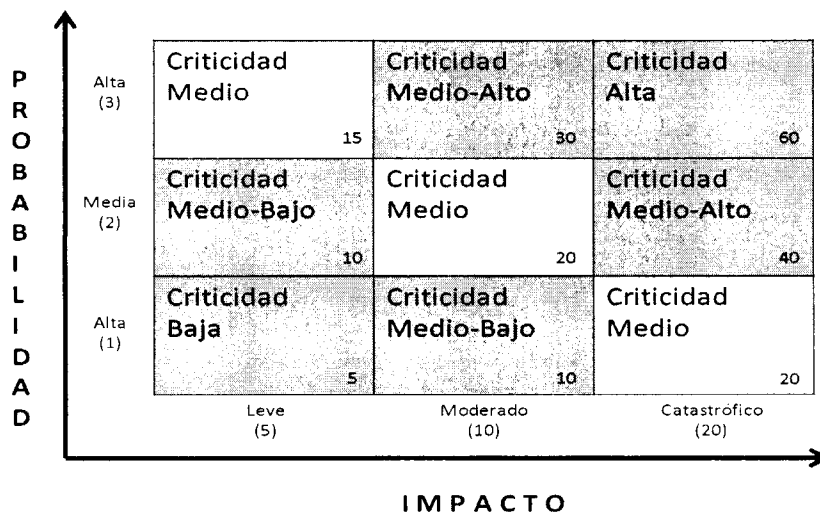 PROBABILIDAD
Alta
(3)
Criticidad
Medio
15
Criticidad
Medio-Alto
30
Criticidad
Alta
60
Media
(2)
Criticidad
Medio-Bajo
10
Criticidad
Medio
20
Criticidad
Medio-Alto
40
Alta
(1)
Criticidad
Baja
5
Criticidad
Medio-Bajo
10
Criticidad
Medio
20
Leve
(5)
Moderado
(10)
Catastrófico
(20)
IMPACTO